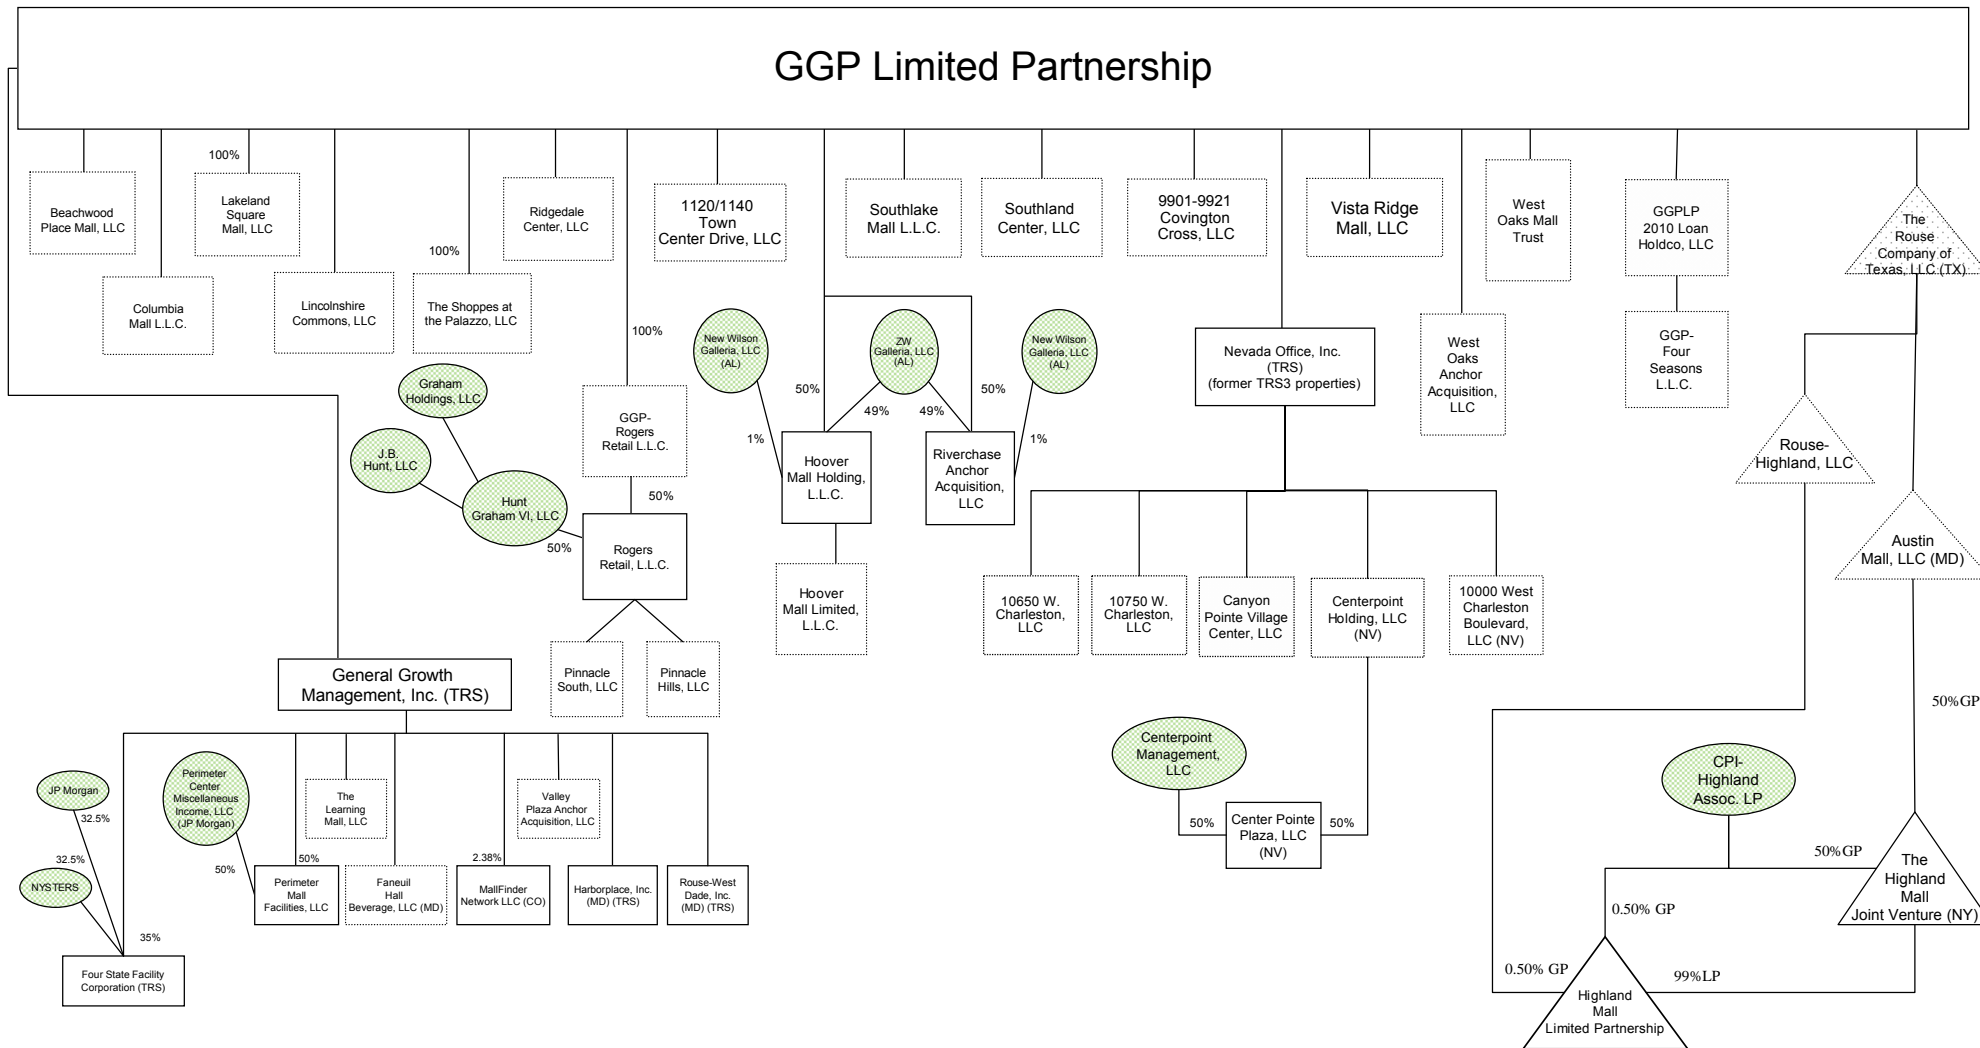 GGP Limited Partnership
Beachwood
Place Mall, LLC
Columbia
Mall L.L.C.
100%
Lakeland
Square
Mall, LLC
Lincolnshire
Commons, LLC
100%
The Shoppes at
the Palazzo, LLC
Ridgedale
Center, LLC
100%
GGP-
Rogers
Retail L.L.C.
50%
Graham
Holdings, LLC
J.B.
Hunt, LLC
Hunt
Graham VI, LLC
50%
Rogers
Retail, L.L.C.
Pinnacle
South, LLC
Pinnacle
Hills, LLC
1120/1140
Town
Center Drive, LLC
New Wilson
Galleria, LLC
(AL)
50%
1%
ZW
Galleria, LLC
(AL)
49%
49%
50%
New Wilson
Galleria, LLC
(AL)
1%
Hoover
Mall Holding,
L.L.C.
Riverchase
Anchor
Acquisition,
LLC
Hoover
Mall Limited,
L.L.C.
Southlake
Mall L.L.C.
Southland
Center, LLC
9901-9921
Covington
Cross, LLC
Nevada Office, Inc.
(TRS)
(former TRS3 properties)
10650 W.
Charleston,
LLC
10750 W.
Charleston,
LLC
Canyon
Pointe Village
Center, LLC
Centerpoint
Holding, LLC
(NV)
10000 West
Charleston
Boulevard,
LLC (NV)
Centerpoint
Management,
LLC
50%
Center Pointe
Plaza, LLC
(NV)
50%
Vista Ridge
Mall, LLC
West
Oaks
Anchor
Acquisition,
LLC
West
Oaks Mall
Trust
GGPLP
2010 Loan
Holdco, LLC
GGP-
Four
Seasons
L.L.C.
The
Rouse
Company of
Texas, LLC (TX)
Rouse-
Highland, LLC
Austin
Mall, LLC (MD)
50%GP
CPI-
Highland
Assoc. LP
50%GP
The
Highland
Mall
Joint Venture (NY)
0.50% GP
0.50% GP
99%LP
Highland
Mall
Limited Partnership
General Growth
Management, Inc. (TRS)
JP Morgan
32.5%
32.5%
NYSTERS
35%
Four State Facility
Corporation (TRS)
Perimeter
Center
Miscellaneous
Income, LLC
(JP Morgan)
50%
50%
Perimeter
Mall
Facilities, LLC
The
Learning
Mall, LLC
Faneuil
Hall
Beverage, LLC (MD)
2.38%
MallFinder
Network LLC (CO)
Valley
Plaza Anchor
Acquisition, LLC
Harborplace, Inc.
(MD) (TRS)
Rouse-West
Dade, Inc.
(MD) (TRS)